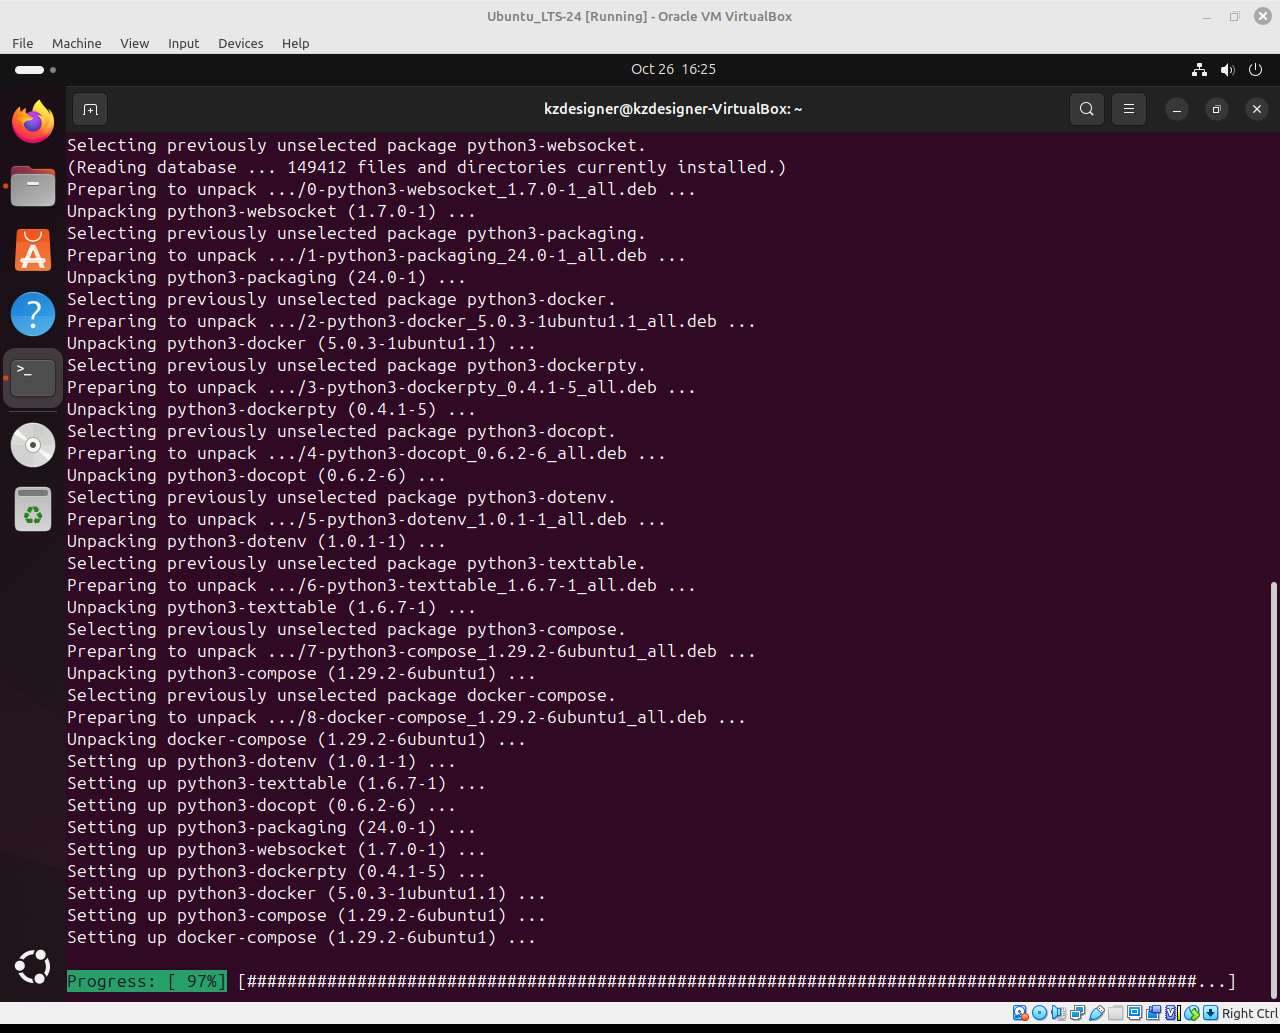 Ubuntu_LTS-24 [Running] - Oracle VM VirtualBox
File Machine View Input Devices Help
Oct 26 16:25
kzdesigner@kzdesigner-VirtualBox: ~
Selecting previously unselected package python3-websocket.
(Reading database ... 149412 files and directories currently installed.)
Preparing to unpack .../0-python3-websocket_1.7.0-1_all.deb ...
Unpacking python3-websocket (1.7.0-1) ...
Selecting previously unselected package python3-packaging.
Preparing to unpack .../1-python3-packaging_24.0-1_all.deb ...
Unpacking python3-packaging (24.0-1) ...
Selecting previously unselected package python3-docker.
Preparing to unpack .../2-python3-docker_5.0.3-1ubuntu1.1_all.deb ...
Unpacking python3-docker (5.0.3-1ubuntu1.1) ...
Selecting previously unselected package python3-dockerpty.
Preparing to unpack .../3-python3-dockerpty_0.4.1-5_all.deb ...
Unpacking python3-dockerpty (0.4.1-5) ...
Selecting previously unselected package python3-docopt.
Preparing to unpack .../4-python3-docopt_0.6.2-6_all.deb ...
Unpacking python3-docopt (0.6.2-6) ...
Selecting previously unselected package python3-dotenv.
Preparing to unpack .../5-python3-dotenv_1.0.1-1_all.deb ...
Unpacking python3-dotenv (1.0.1-1) ...
Selecting previously unselected package python3-texttable.
Preparing to unpack .../6-python3-texttable_1.6.7-1_all.deb ...
Unpacking python3-texttable (1.6.7-1) ...
Selecting previously unselected package python3-compose.
Preparing to unpack .../7-python3-compose_1.29.2-6ubuntu1_all.deb ...
Unpacking python3-compose (1.29.2-6ubuntu1) ...
Selecting previously unselected package docker-compose.
Preparing to unpack .../8-docker-compose_1.29.2-6ubuntu1_all.deb ...
Unpacking docker-compose (1.29.2-6ubuntu1) ...
Setting up python3-dotenv (1.0.1-1) ...
Setting up python3-texttable (1.6.7-1) ...
Setting up python3-docopt (0.6.2-6) ...
Setting up python3-packaging (24.0-1) ...
Setting up python3-websocket (1.7.0-1) ...
Setting up python3-dockerpty (0.4.1-5) ...
Setting up python3-docker (5.0.3-1ubuntu1.1) ...
Setting up python3-compose (1.29.2-6ubuntu1) ...
Setting up docker-compose (1.29.2-6ubuntu1) ...
Progress: [ 97%] [###############################################################################################...]
Right Ctrl